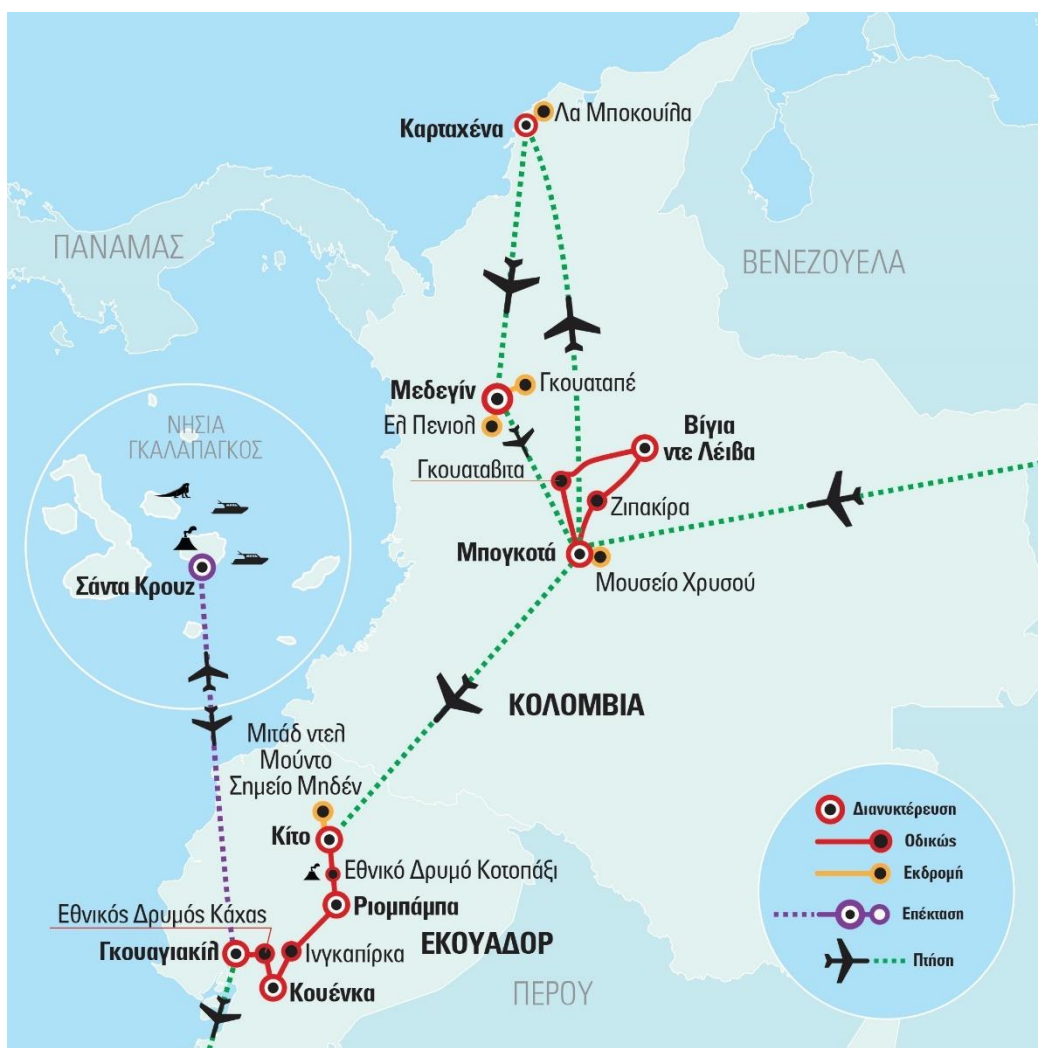 Λα Μποκουίλα
Καρταχένα
ΠΑΝΑΜΑΣ
ΒΕΝΕΖΟΥΕΛΑ
Μεδεγίν
Γκουαταπέ
Ελ Πενιολ
Βίγια
ντε Λέιβα
Γκουαταβιτα
Ζιπακίρα
Μπογκοτά
Μουσείο Χρυσού
ΝΗΣΙΑ
ΓΚΑΛΑΠΑΓΚΟΣ
Σάντα Κρουζ
ΚΟΛΟΜΒΙΑ
Μιτάδ ντελ
Μούντο
Σημείο Μηδέν
Κίτο
Εθνικό Δρυμό Κοτοπάξι
Ριομπάμπα
Εθνικός Δρυμός Κάχας
Γκουαγιακίλ
Ινγκαπίρκα
ΕΚΟΥΑΔΟΡ
Κουένκα
ΠΕΡΟΥ
Διανυκτέρευση
Οδικώς
Εκδρομή
Επέκταση
Πτήση